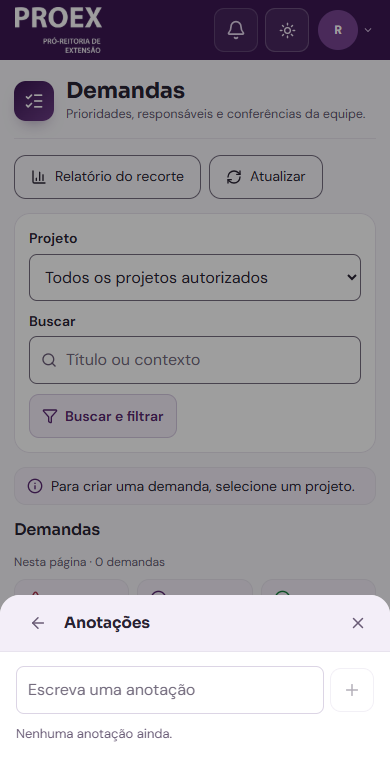 PROEX
PRÓ-REITORIA DE
EXTENSÃO
R
Demandas
Prioridades, responsáveis e conferências da equipe.
Relatório do recorte
Atualizar
Projeto
Todos os projetos autorizados
Buscar
Título ou contexto
Buscar e filtrar
Para criar uma demanda, selecione um projeto.
Demandas
Nesta página · 0 demandas
Anotações
Escreva uma anotação
Nenhuma anotação ainda.